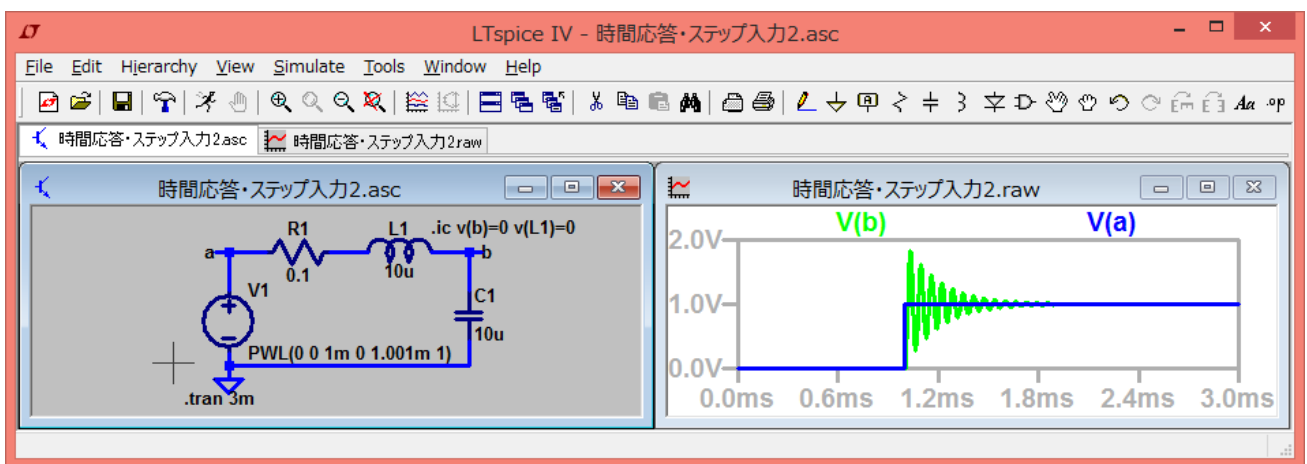 LTspice IV - 時間応答・ステップ入力2.asc
File Edit Hierarchy View Simulate Tools Window Help
Aa .op
時間応答・ステップ入力2.asc 時間応答・ステップ入力2.raw
時間応答・ステップ入力2.asc
R1 L1 .ic v(b)=0 v(L1)=0
a b
0.1 10u
V1 C1
10u
PWL(0 0 1m 0 1.001m 1)
.tran 3m
時間応答・ステップ入力2.raw
V(b) V(a)
2.0V
1.0V
0.0V
0.0ms 0.6ms 1.2ms 1.8ms 2.4ms 3.0ms